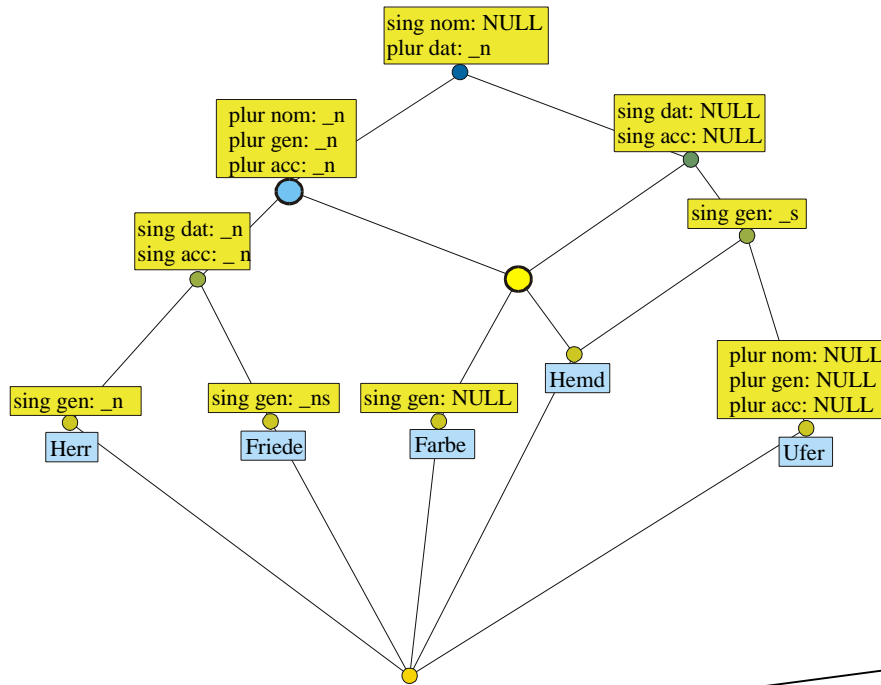 sing nom: NULL
plur dat: _n
plur nom: _n
plur gen: _n
plur acc: _n
sing dat: NULL
sing acc: NULL
sing gen: _s
sing dat: _n
sing acc: _ n
sing gen: _n
Herr
sing gen: _ns
Friede
sing gen: NULL
Farbe
Hemd
plur nom: NULL
plur gen: NULL
plur acc: NULL
Ufer